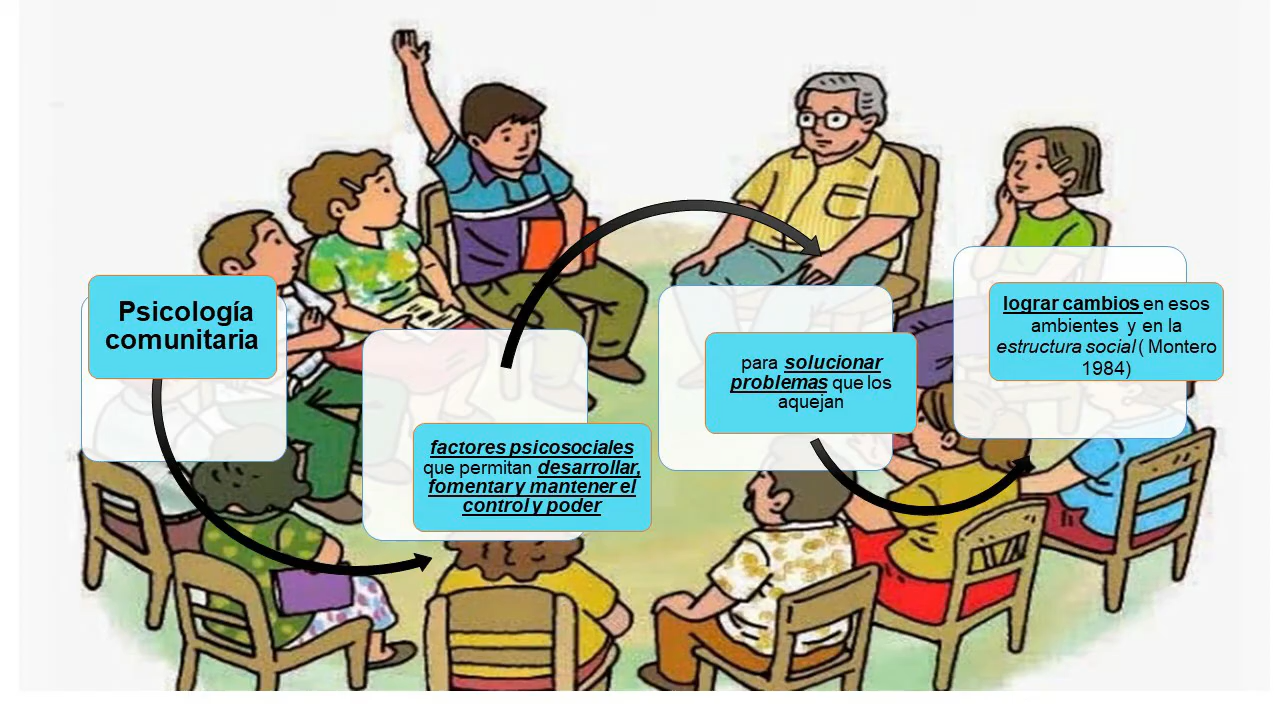 Psicología
comunitaria
factores psicosociales
que permitan desarrollar,
fomentar y mantener el
control y poder
para solucionar
problemas que los
aquejan
lograr cambios en esos
ambientes y en la
estructura social ( Montero
1984)